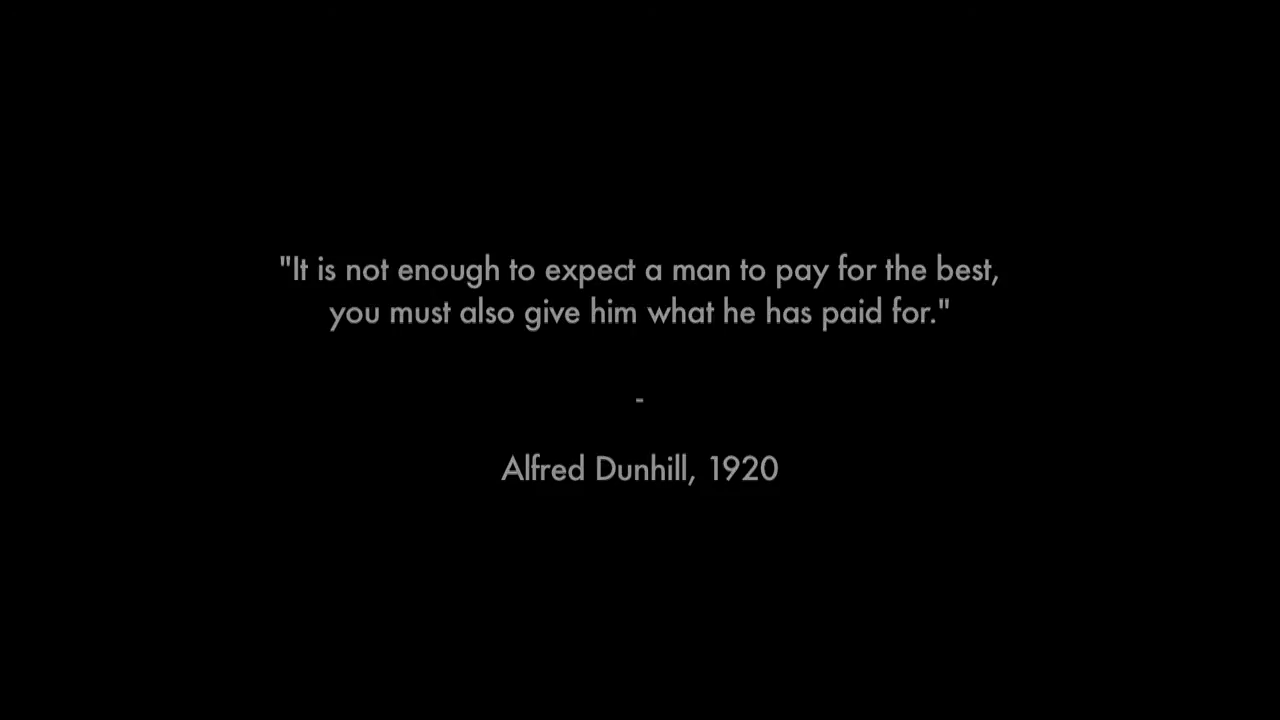 "It is not enough to expect a man to pay for the best,
you must also give him what he has paid for."
-
Alfred Dunhill, 1920